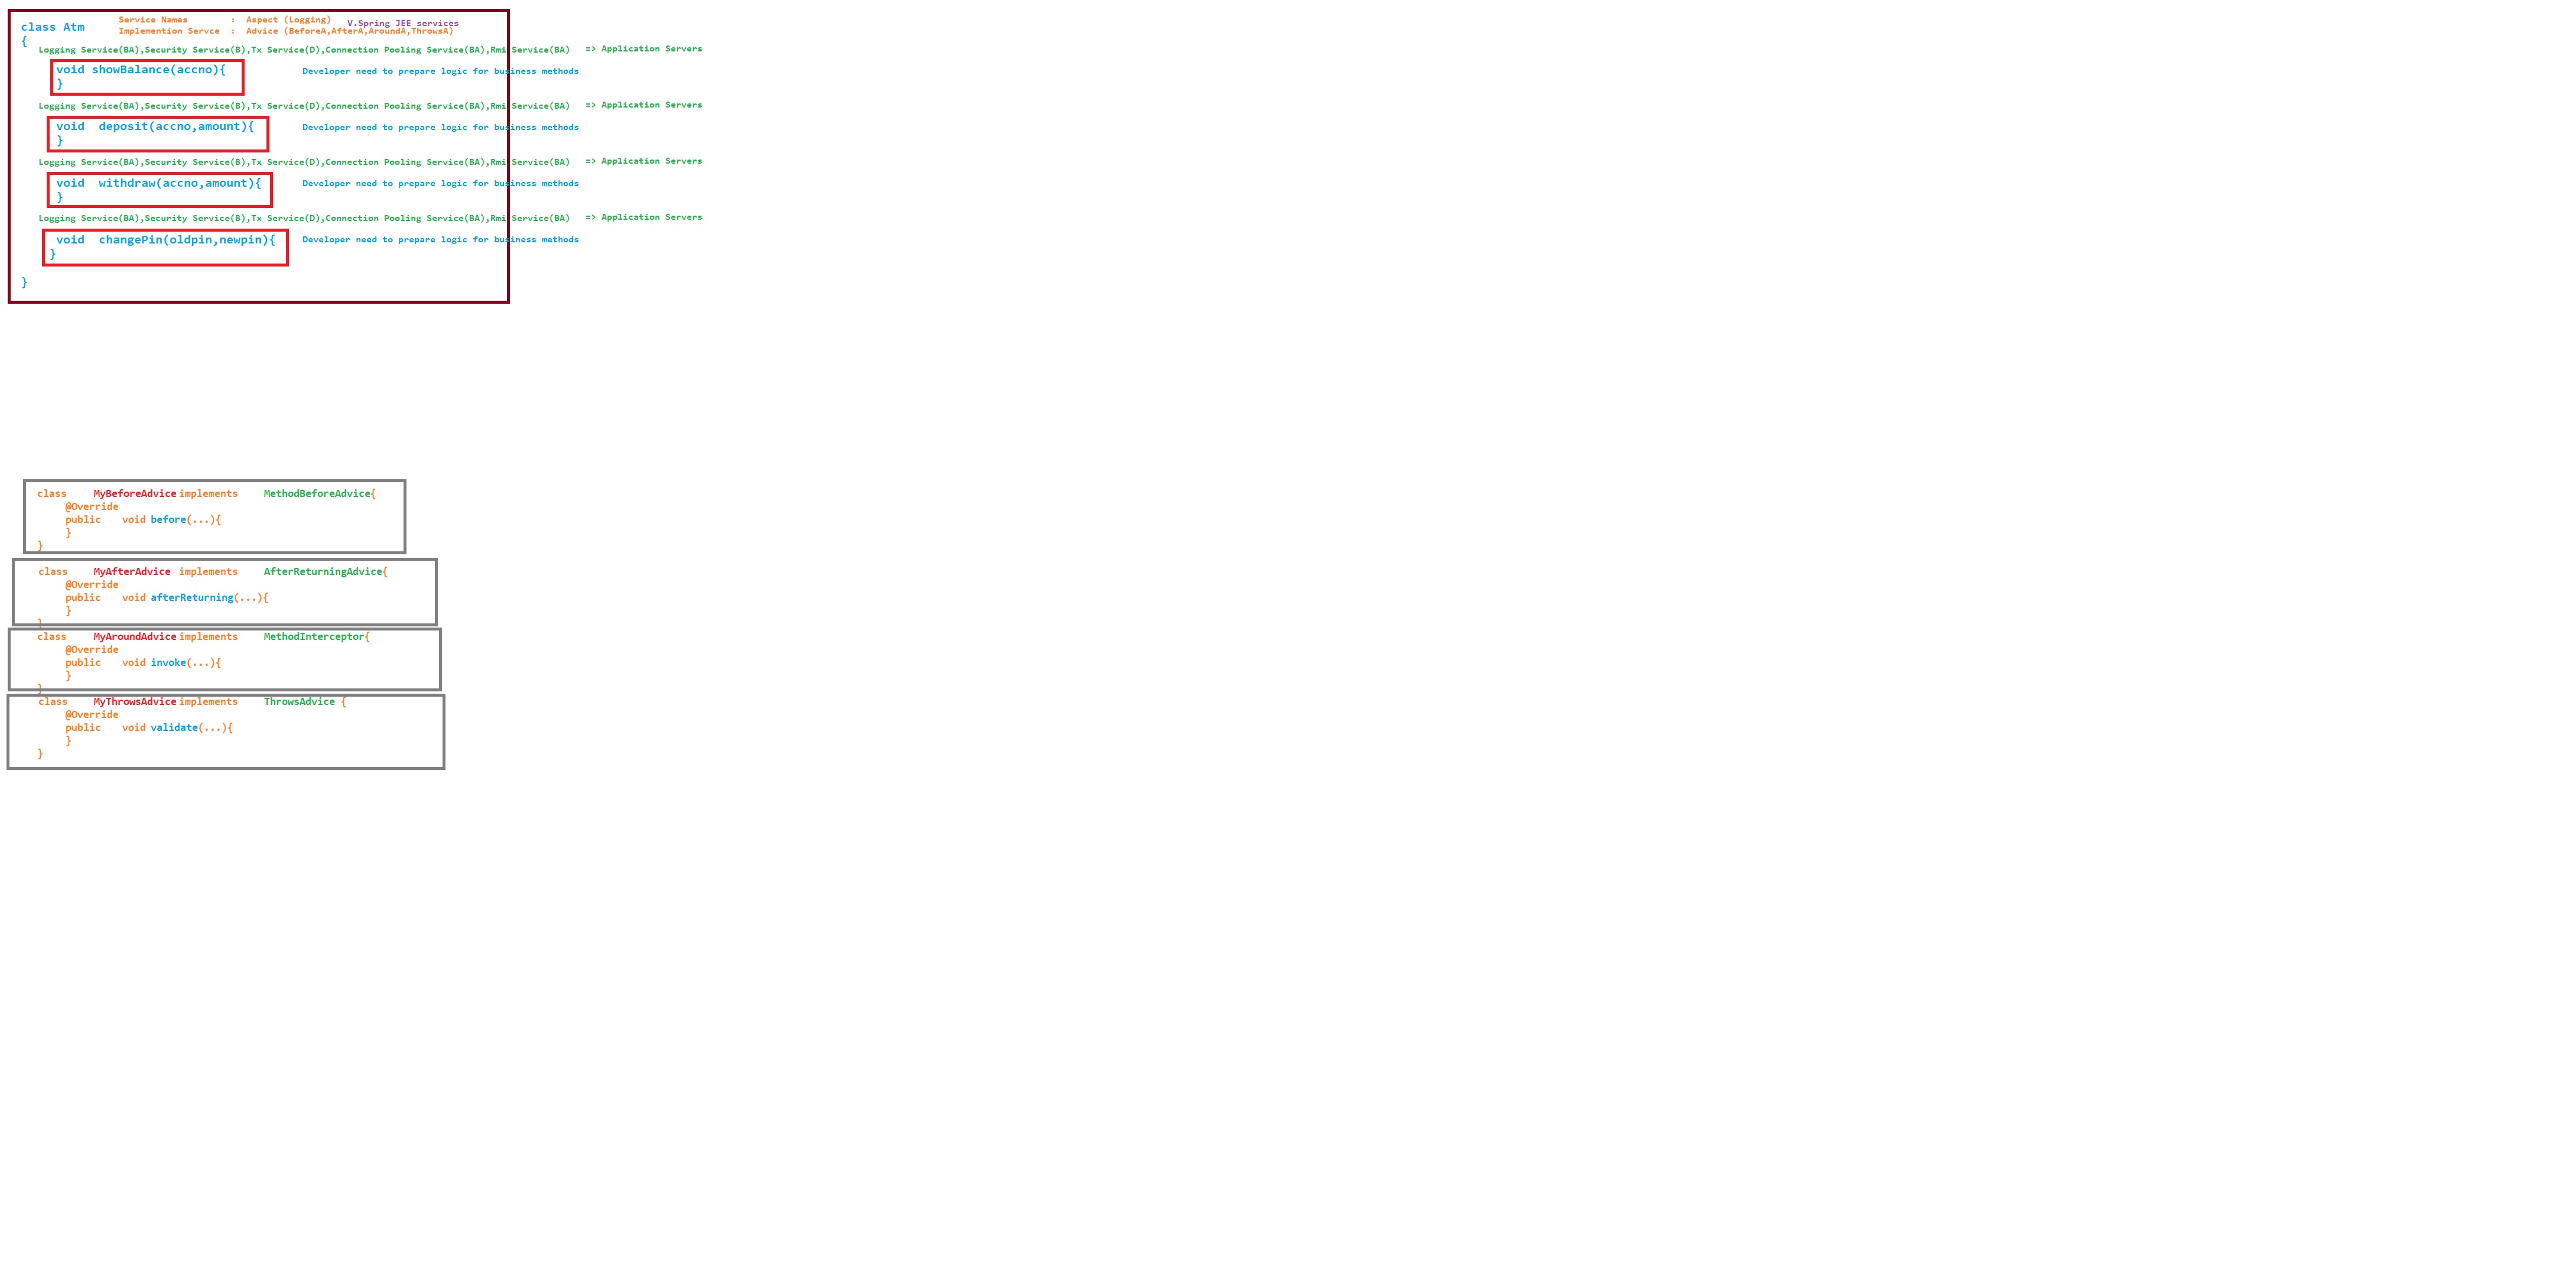 class Atm
Service Names : Aspect (Logging)
V.Spring JEE services
Implemention Servce : Advice (BeforeA,AfterA,AroundA,ThrowsA)
{
Logging Service(BA),Security Service(B),Tx Service(D),Connection Pooling Service(BA),Rmi Service(BA) => Application Servers
void showBalance(accno){ Developer need to prepare logic for business methods
}
Logging Service(BA),Security Service(B),Tx Service(D),Connection Pooling Service(BA),Rmi Service(BA) => Application Servers
void deposit(accno,amount){ Developer need to prepare logic for business methods
}
Logging Service(BA),Security Service(B),Tx Service(D),Connection Pooling Service(BA),Rmi Service(BA) => Application Servers
void withdraw(accno,amount){ Developer need to prepare logic for business methods
}
Logging Service(BA),Security Service(B),Tx Service(D),Connection Pooling Service(BA),Rmi Service(BA) => Application Servers
void changePin(oldpin,newpin){ Developer need to prepare logic for business methods
}
}
class MyBeforeAdvice implements MethodBeforeAdvice{
@Override
public void before(...){
}
}
class MyAfterAdvice implements AfterReturningAdvice{
@Override
public void afterReturning(...){
}
}
class MyAroundAdvice implements MethodInterceptor{
@Override
public void invoke(...){
}
}
class MyThrowsAdvice implements ThrowsAdvice {
@Override
public void validate(...){
}
}